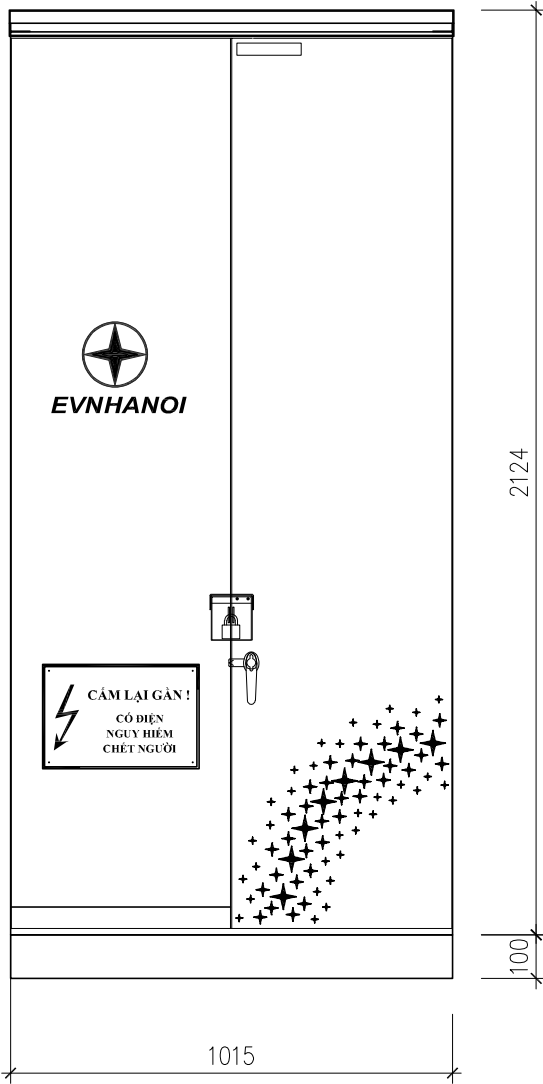 EVNHANOI
2124
CẤM LẠI GẦN !
CÓ ĐIỆN
NGUY HIỂM
CHẾT NGƯỜI
100
1015